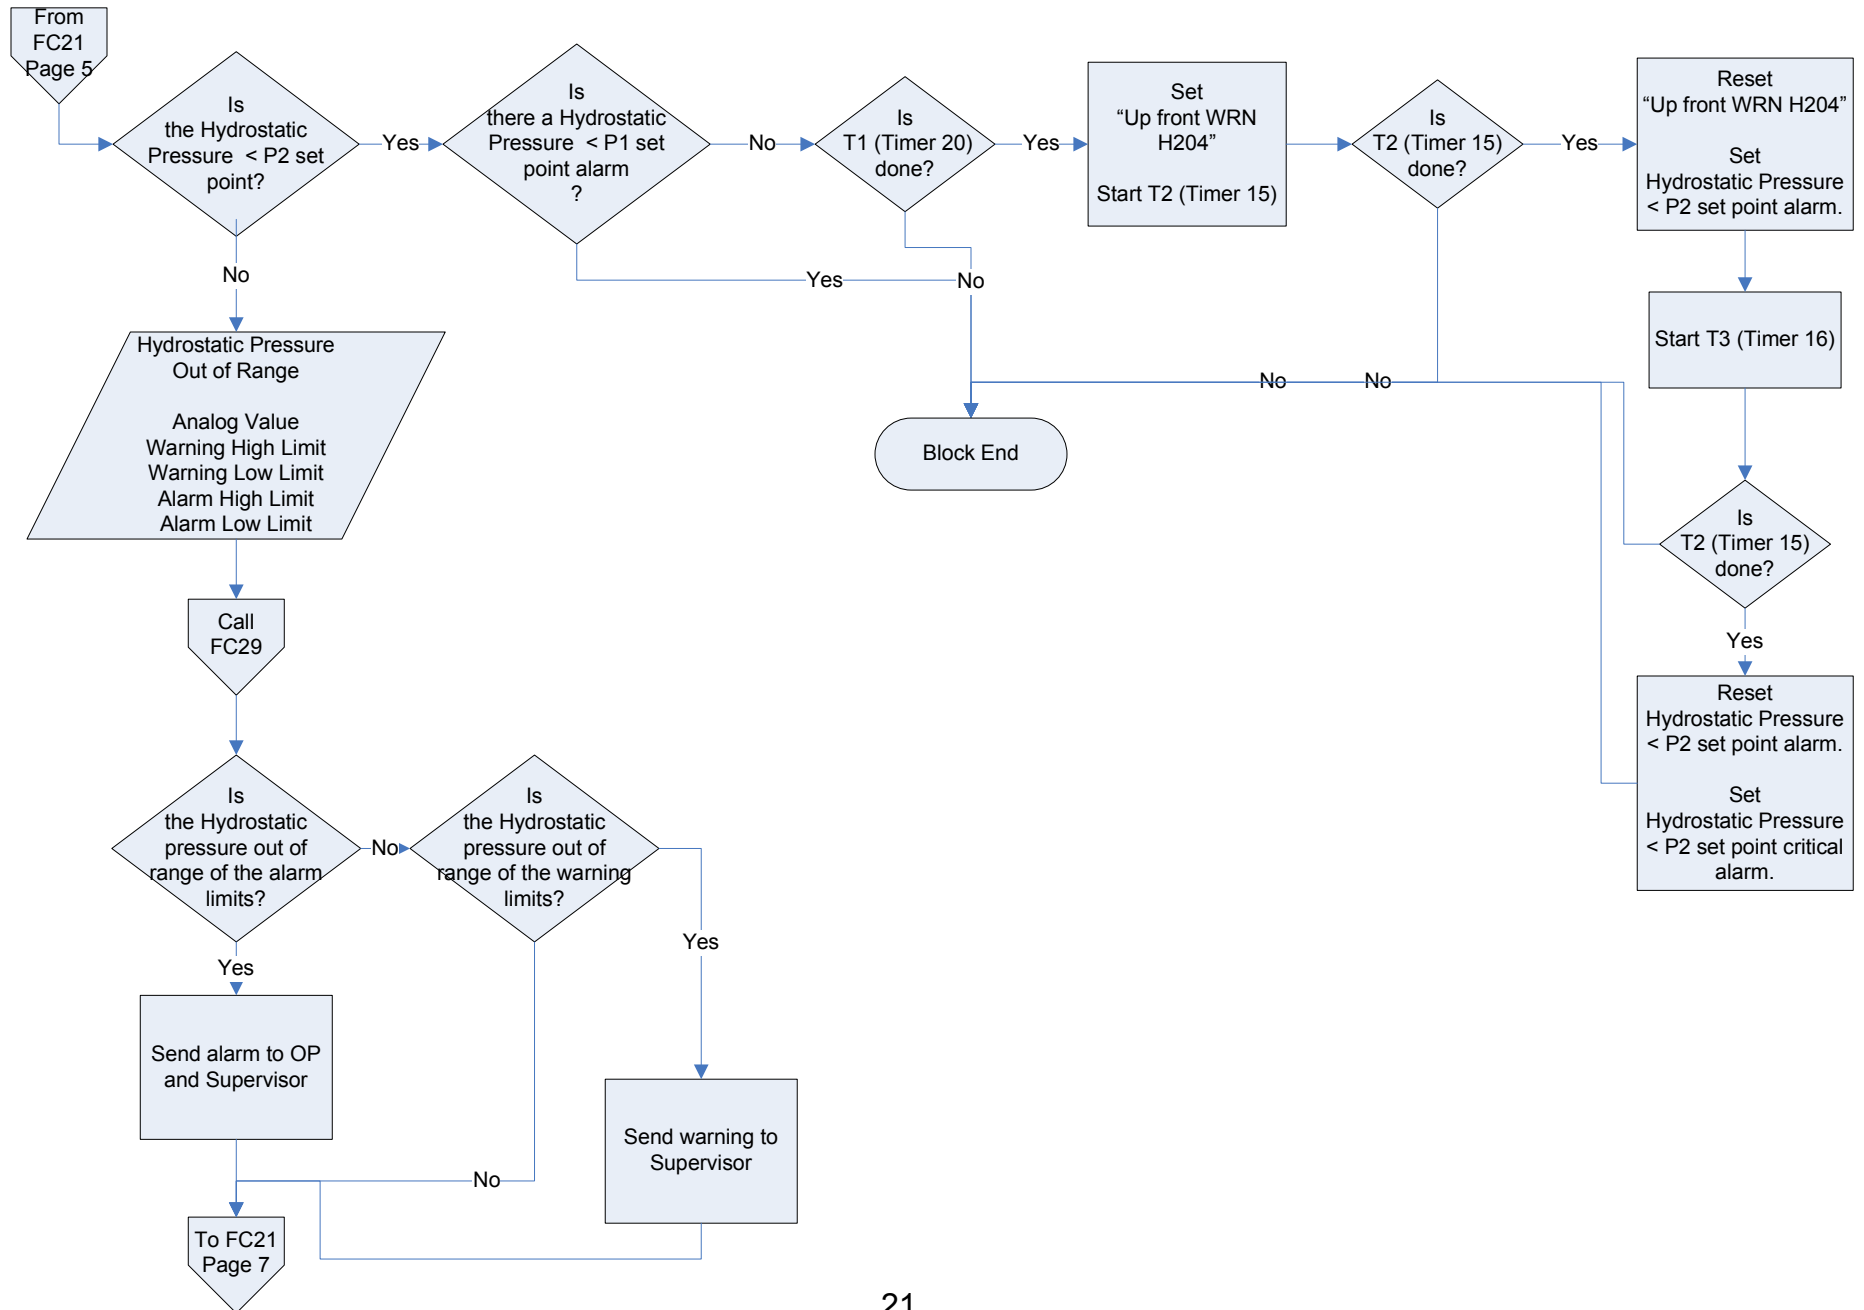 From
FC21
Page 5
Is
the Hydrostatic
Pressure < P2 set
point?
Yes
Is
there a Hydrostatic
Pressure < P1 set
point alarm
?
No
Is
T1 (Timer 20)
done?
Yes
Set
“Up front WRN
H204”
Start T2 (Timer 15)
Is
T2 (Timer 15)
done?
Yes
Reset
“Up front WRN H204”
Set
Hydrostatic Pressure
< P2 set point alarm.
No
Yes
No
Start T3 (Timer 16)
No
No
Hydrostatic Pressure
Out of Range
Analog Value
Warning High Limit
Warning Low Limit
Alarm High Limit
Alarm Low Limit
Block End
Is
T2 (Timer 15)
done?
Yes
Call
FC29
Reset
Hydrostatic Pressure
< P2 set point alarm.
Set
Hydrostatic Pressure
< P2 set point critical
alarm.
Is
the Hydrostatic
pressure out of
range of the alarm
limits?
No
Is
the Hydrostatic
pressure out of
range of the warning
limits?
Yes
Yes
Send alarm to OP
and Supervisor
Send warning to
Supervisor
No
To FC21
Page 7
21